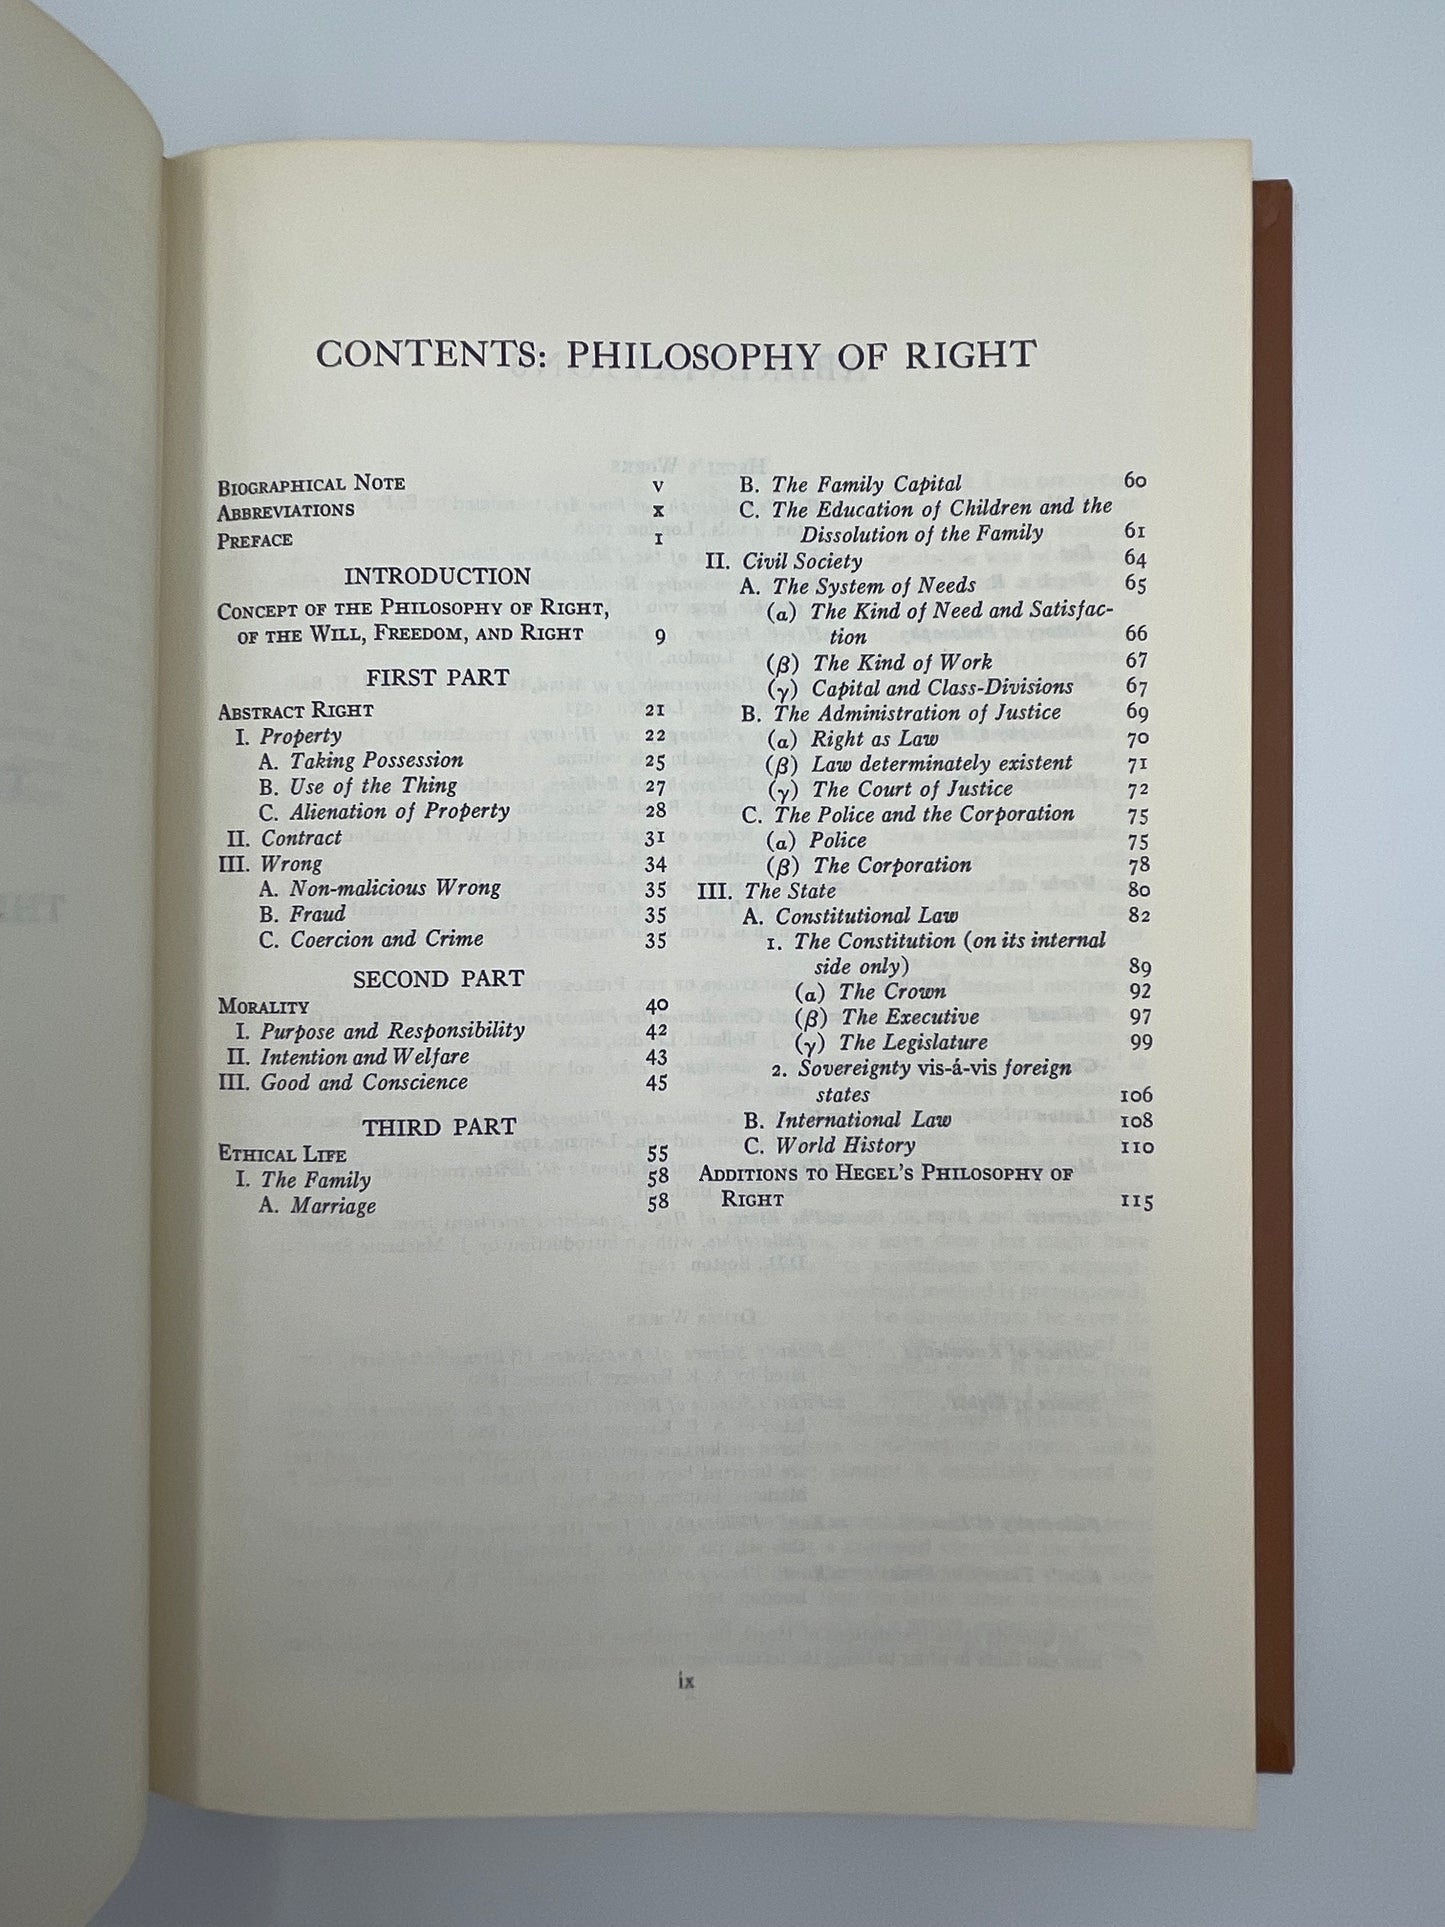 CONTENTS: PHILOSOPHY OF RIGHT
BIOGRAPHICAL NOTE v
ABBREVIATIONS x
PREFACE 1
INTRODUCTION
CONCEPT OF THE PHILOSOPHY OF RIGHT,
OF THE WILL, FREEDOM, AND RIGHT 9
FIRST PART
ABSTRACT RIGHT 21
I. Property 22
A. Taking Possession 25
B. Use of the Thing 27
C. Alienation of Property 28
II. Contract 31
III. Wrong 34
A. Non-malicious Wrong 35
B. Fraud 35
C. Coercion and Crime 35
SECOND PART
MORALITY 40
I. Purpose and Responsibility 42
II. Intention and Welfare 43
III. Good and Conscience 45
THIRD PART
ETHICAL LIFE 55
I. The Family 58
A. Marriage 58
B. The Family Capital 60
C. The Education of Children and the
Dissolution of the Family 61
II. Civil Society 64
A. The System of Needs 65
(α) The Kind of Need and Satisfac-
tion 66
(β) The Kind of Work 67
(γ) Capital and Class-Divisions 67
B. The Administration of Justice 69
(α) Right as Law 70
(β) Law determinately existent 71
(γ) The Court of Justice 72
C. The Police and the Corporation 75
(α) Police 75
(β) The Corporation 78
III. The State 80
A. Constitutional Law 82
1. The Constitution (on its internal
side only) 89
(α) The Crown 92
(β) The Executive 97
(γ) The Legislature 99
2. Sovereignty vis-á-vis foreign
states 106
B. International Law 108
C. World History 110
ADDITIONS TO HEGEL'S PHILOSOPHY OF
RIGHT 115
ix